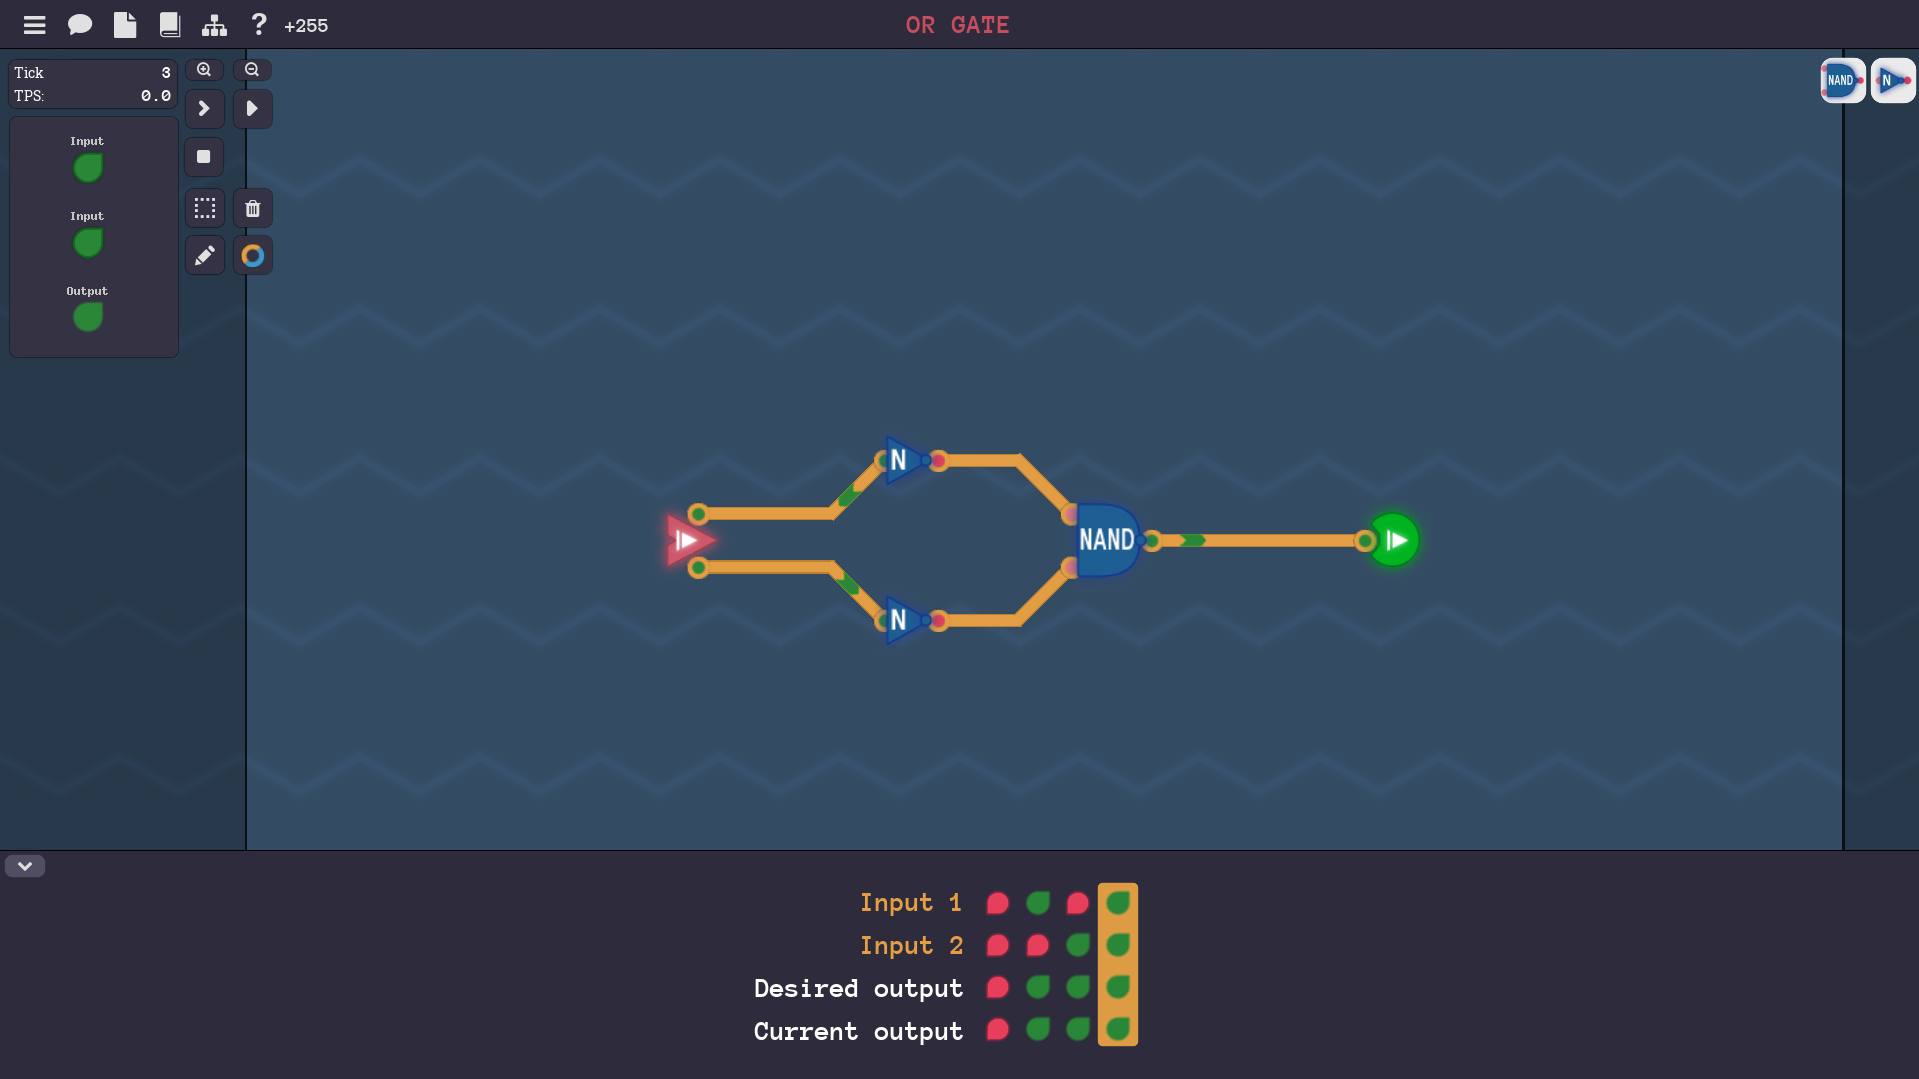 +255
OR GATE
Tick 3
TPS: 0.0
Input
Input
Output
NAND
N
N
NAND
N
Input 1
Input 2
Desired output
Current output